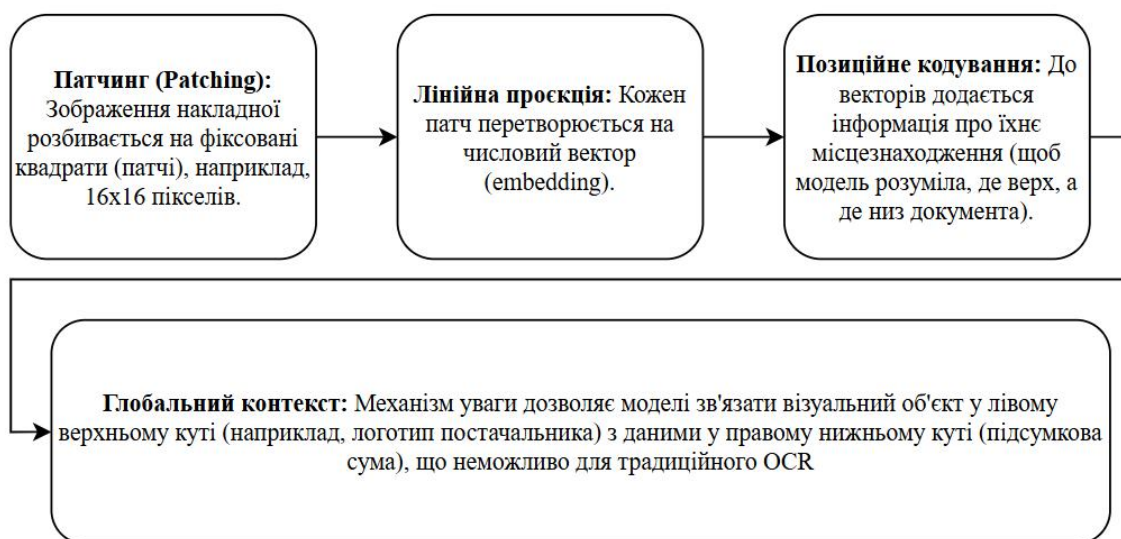 Патчинг (Patching):
Зображення накладної
розбивається на фіксовані
квадрати (патчі), наприклад,
16x16 пікселів.
Лінійна проєкція: Кожен
патч перетворюється на
числовий вектор
(embedding).
Позиційне кодування: До
векторів додається
інформація про їхнє
місцезнаходження (щоб
модель розуміла, де верх, а
де низ документа).
Глобальний контекст: Механізм уваги дозволяє моделі зв'язати візуальний об'єкт у лівому
верхньому куті (наприклад, логотип постачальника) з даними у правому нижньому куті (підсумкова
сума), що неможливо для традиційного OCR